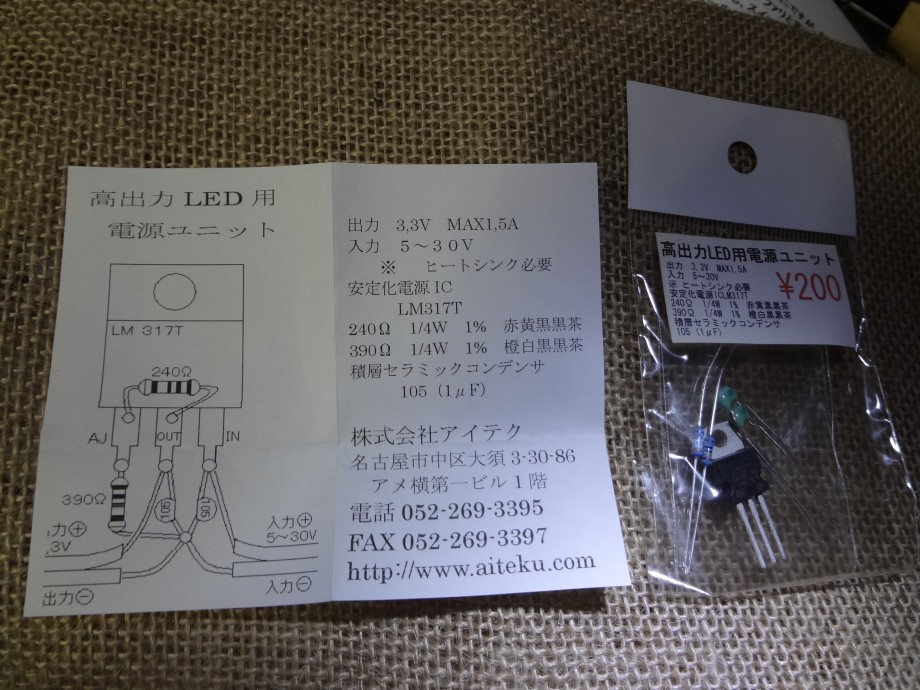 高出力 LED 用
電源ユニット
LM 317T
240Ω
AJ
OUT
IN
390Ω
105
105
入力⊕
5～30V
入力⊖
出力⊖
出力 3,3V MAX1,5A
入力 5～30V
※ ヒートシンク必要
安定化電源 IC
LM317T
240Ω 1/4W 1% 赤黄黒黒茶
390Ω 1/4W 1% 橙白黒黒茶
積層セラミックコンデンサ
105（1μF）
株式会社アイテク
名古屋市中区大須 3-30-86
アメ横第一ビル 1 階
電話 052-269-3395
FAX 052-269-3397
http://www.aiteku.com
高出力LED用電源ユニット
出力 3,3V MAX1,5A
入力 5～30V
※ ヒートシンク必要
安定化電源ICLM317T
240Ω 1/4W 1% 赤黄黒黒茶
390Ω 1/4W 1% 橙白黒黒茶
積層セラミックコンデンサ
105（1μF）
¥200